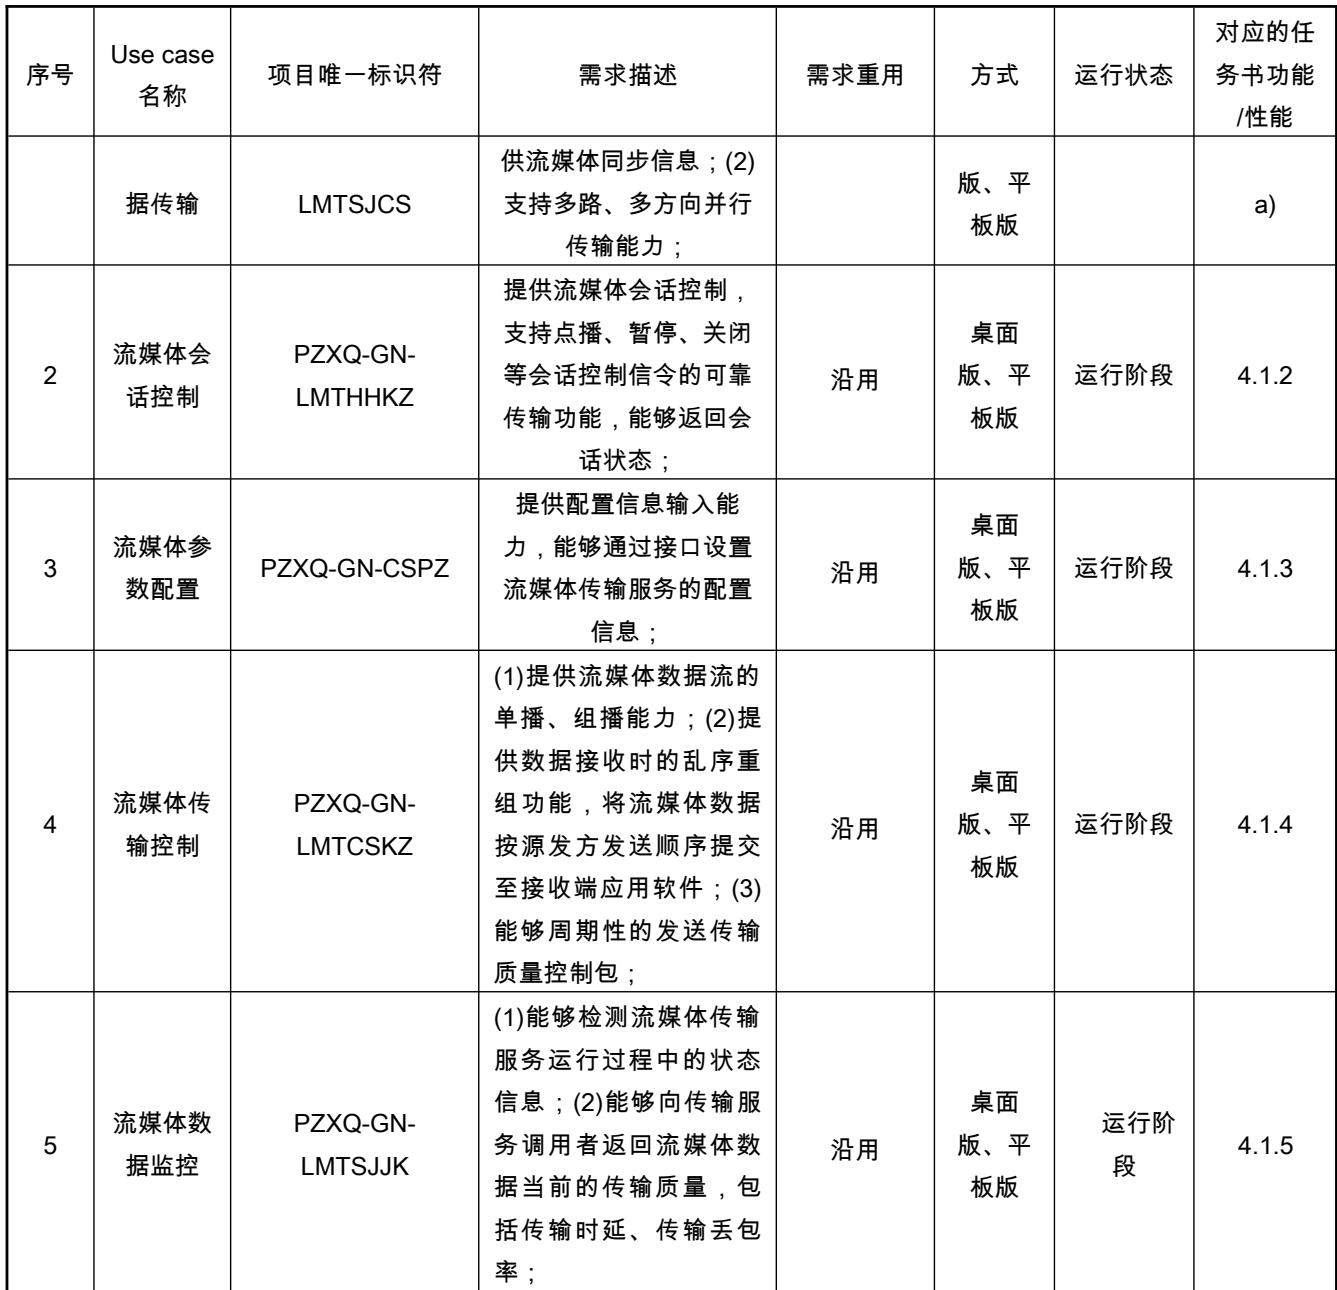 序号
Use case
名称
项目唯一标识符
需求描述
需求重用
方式
运行状态
对应的任
务书功能
/性能
据传输
LMTSJCS
供流媒体同步信息；(2)
支持多路、多方向并行
传输能力；
版、平
板版
a)
2
流媒体会
话控制
PZXQ-GN-
LMTHHKZ
提供流媒体会话控制，
支持点播、暂停、关闭
等会话控制信令的可靠
传输功能，能够返回会
话状态；
沿用
桌面
版、平
板版
运行阶段
4.1.2
3
流媒体参
数配置
PZXQ-GN-CSPZ
提供配置信息输入能
力，能够通过接口设置
流媒体传输服务的配置
信息；
沿用
桌面
版、平
板版
运行阶段
4.1.3
4
流媒体传
输控制
PZXQ-GN-
LMTCSKZ
(1)提供流媒体数据流的
单播、组播能力；(2)提
供数据接收时的乱序重
组功能，将流媒体数据
按源发方发送顺序提交
至接收端应用软件；(3)
能够周期性的发送传输
质量控制包；
沿用
桌面
版、平
板版
运行阶段
4.1.4
5
流媒体数
据监控
PZXQ-GN-
LMTSJJK
(1)能够检测流媒体传输
服务运行过程中的状态
信息；(2)能够向传输服
务调用者返回流媒体数
据当前的传输质量，包
括传输时延、传输丢包
率；
沿用
桌面
版、平
板版
运行阶
段
4.1.5